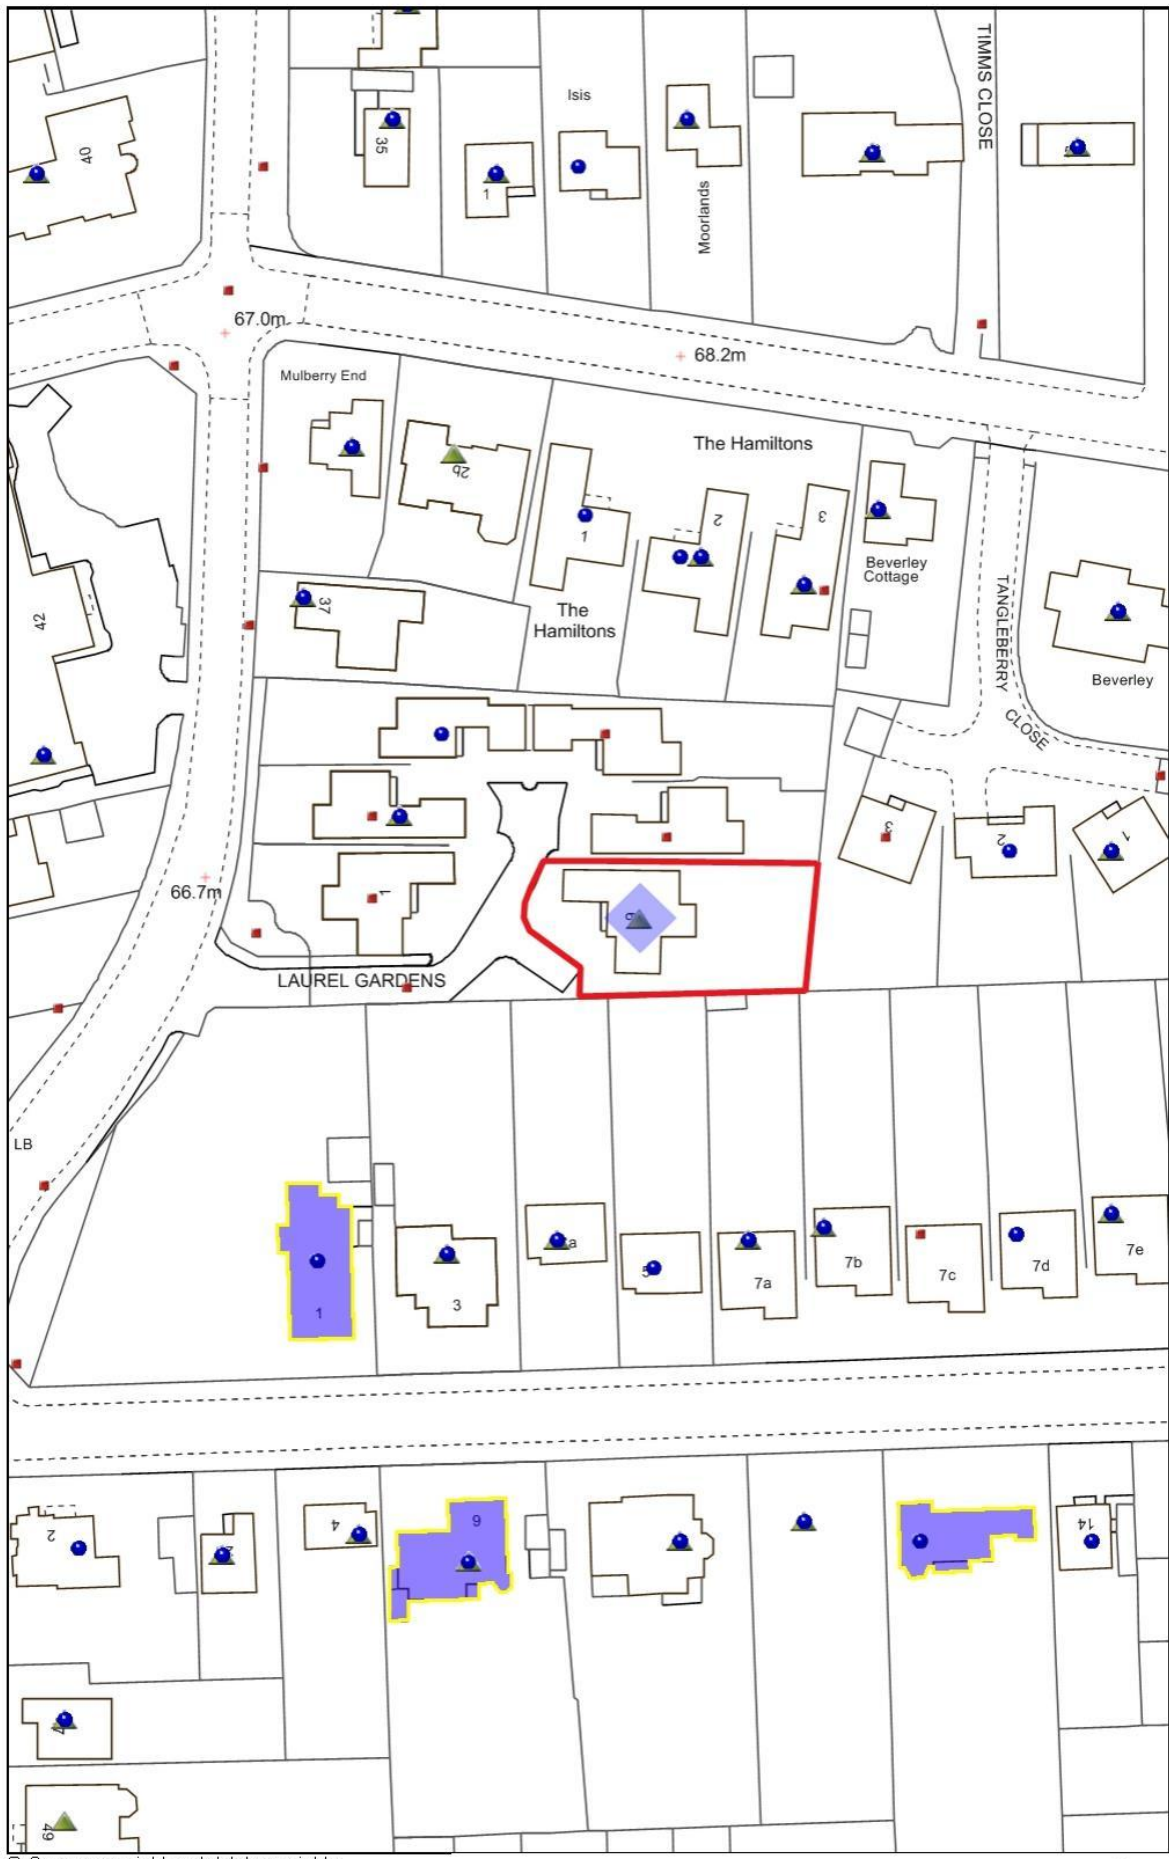 TIMMS CLOSE
Isis
40
35
1
Moorlands
67.0m
68.2m
Mulberry End
The Hamiltons
2b
1
2
3
Beverley
Cottage
37
The
Hamiltons
42
TANGLEBERRY
CLOSE
Beverley
3
2
1
66.7m
1
6
LAUREL GARDENS
LB
1
3
5
7a
7b
7c
7d
7e
2
4
6
14
49